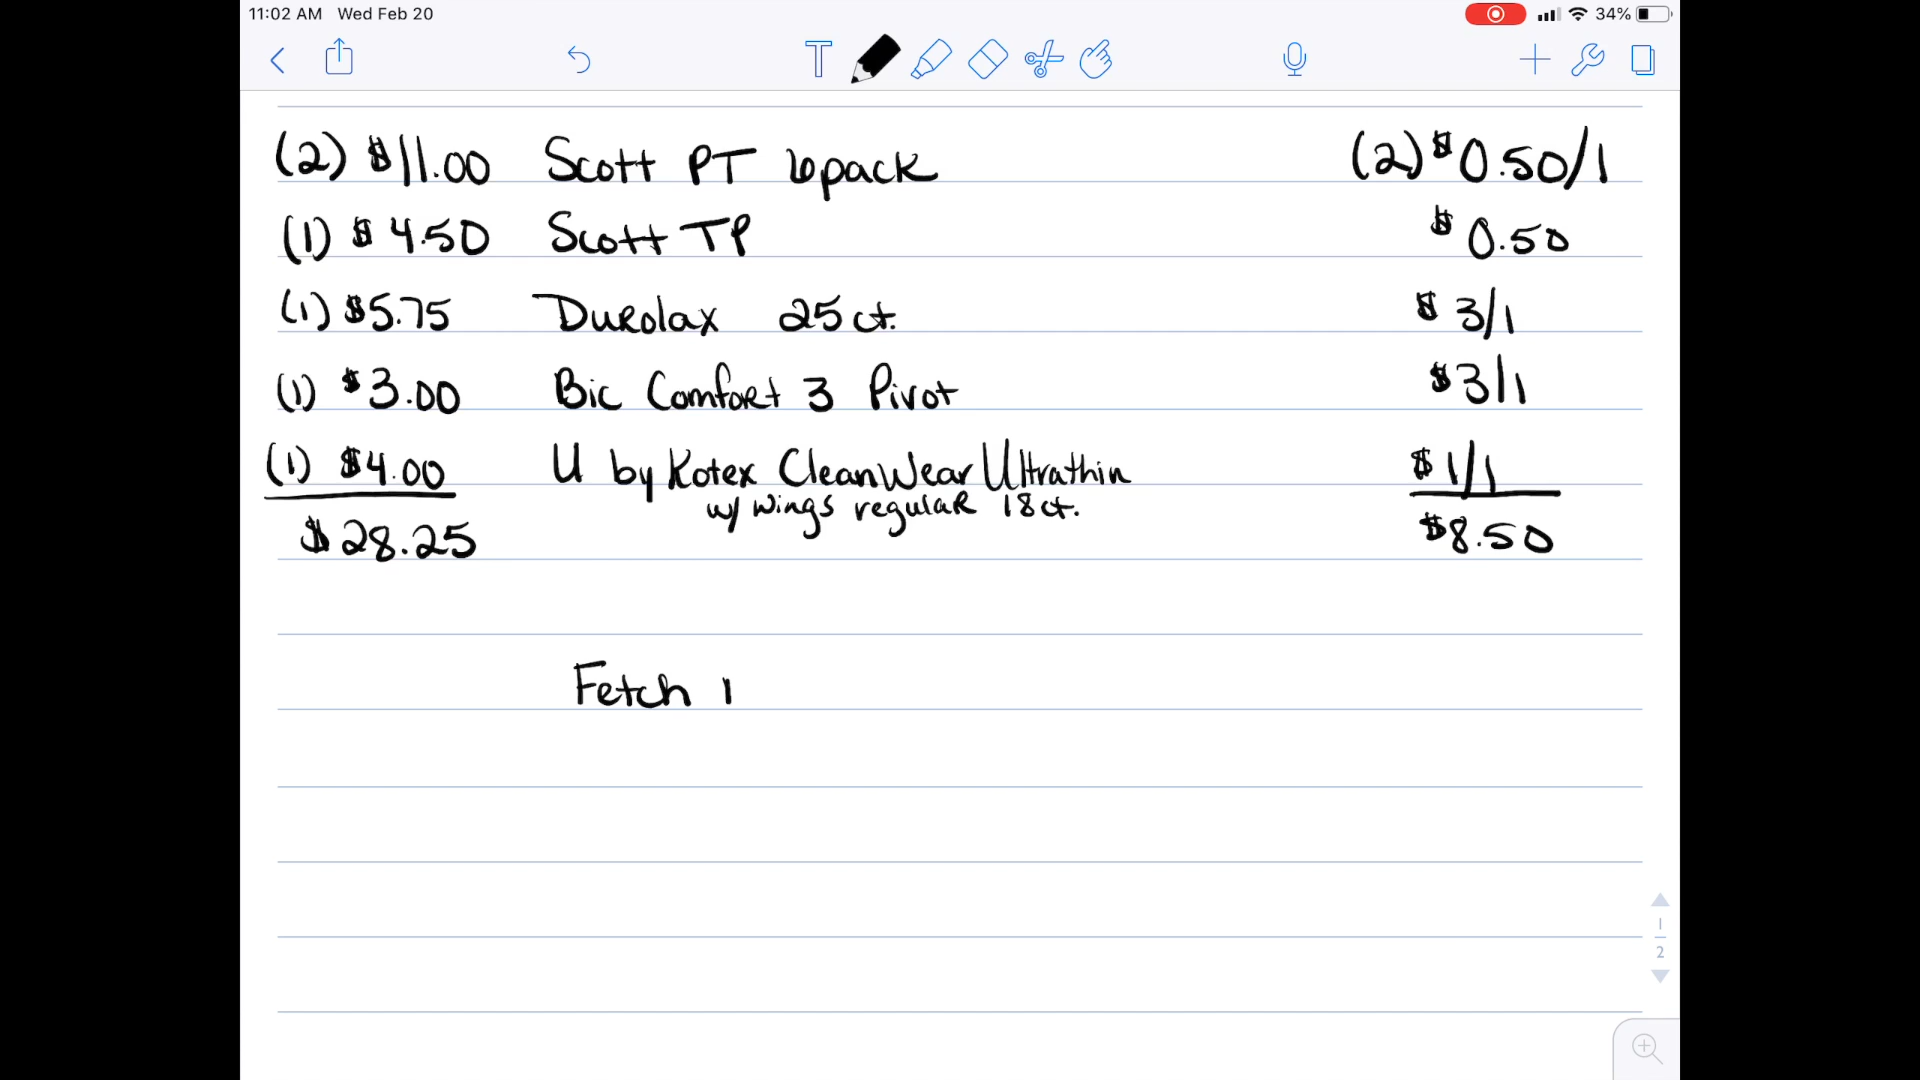 11:02 AM Wed Feb 20 34%
T
(2) $11.00 Scott PT 6pack (2) $0.50/1
(1) $4.50 Scott TP $0.50
(1) $5.75 Durolax 25 ct. $3/1
(1) $3.00 Bic Comfort 3 Pivot $3/1
(1) $4.00 U by Kotex CleanWear Ultrathin $1/1
w/ wings regular 18 ct.
$28.25 $8.50
Fetch 1
1
2